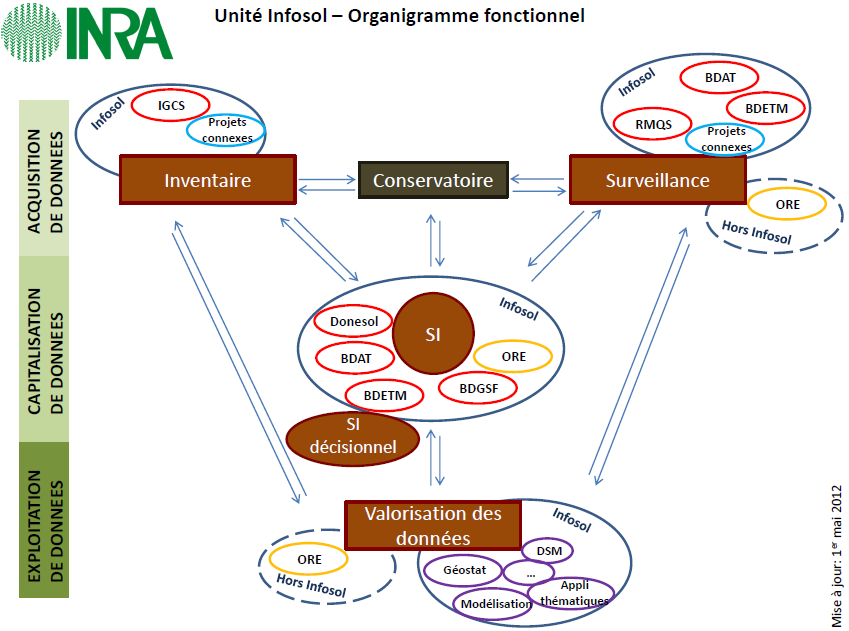 INRA
Unité Infosol – Organigramme fonctionnel
ACQUISITION
DE DONNEES
CAPITALISATION
DE DONNEES
EXPLOITATION
DE DONNEES
Infosol
IGCS
Projets
connexes
Inventaire
Conservatoire
Infosol
BDAT
BDETM
RMQS
Projets
connexes
Surveillance
ORE
Hors Infosol
Infosol
Donesol
SI
BDAT
ORE
BDETM
BDGSF
SI
décisionnel
Valorisation des
données
Infosol
ORE
Hors Infosol
DSM
Géostat
...
Appli
thématiques
Modélisation
Mise à jour: 1er mai 2012